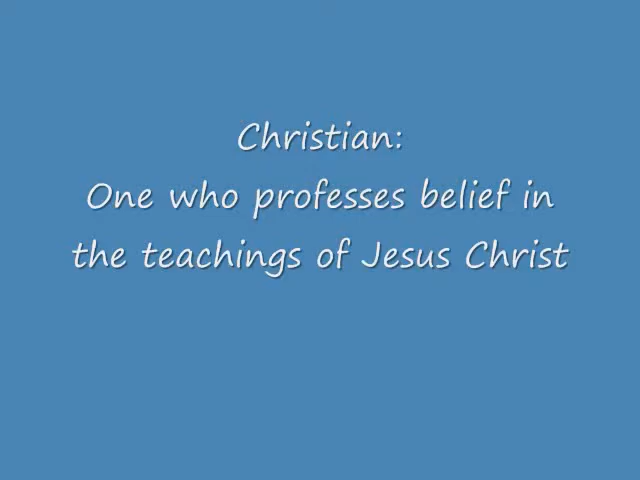 Christian:
One who professes belief in
the teachings of Jesus Christ